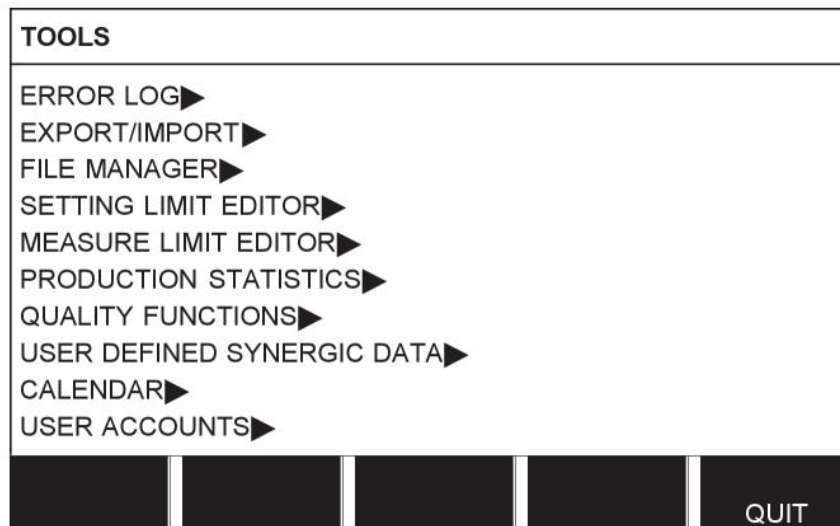 TOOLS
ERROR LOG▶
EXPORT/IMPORT▶
FILE MANAGER▶
SETTING LIMIT EDITOR▶
MEASURE LIMIT EDITOR▶
PRODUCTION STATISTICS▶
QUALITY FUNCTIONS▶
USER DEFINED SYNERGIC DATA▶
CALENDAR▶
USER ACCOUNTS▶
QUIT